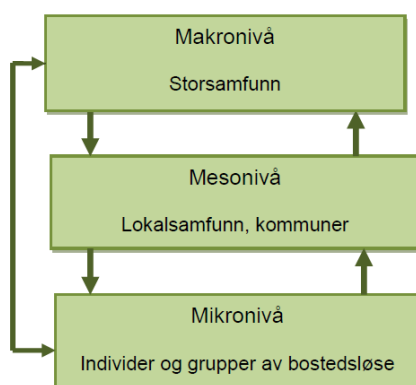 Makronivå
Storsamfunn
Mesonivå
Lokalsamfunn, kommuner
Mikronivå
Individer og grupper av bostedsløse